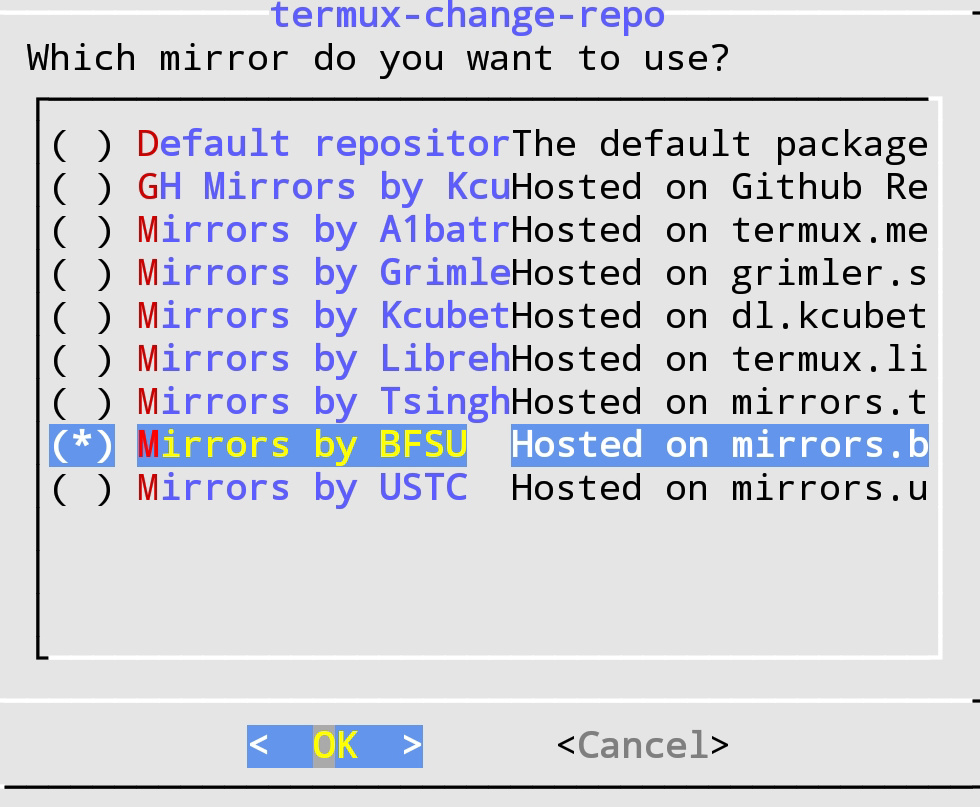 termux-change-repo
Which mirror do you want to use?
( ) Default repositorThe default package
( ) GH Mirrors by KcuHosted on Github Re
( ) Mirrors by A1batrHosted on termux.me
( ) Mirrors by GrimleHosted on grimler.s
( ) Mirrors by KcubetHosted on dl.kcubet
( ) Mirrors by LibrehHosted on termux.li
( ) Mirrors by TsinghHosted on mirrors.t
(*) Mirrors by BFSU  Hosted on mirrors.b
( ) Mirrors by USTC  Hosted on mirrors.u
<  OK  > <Cancel>